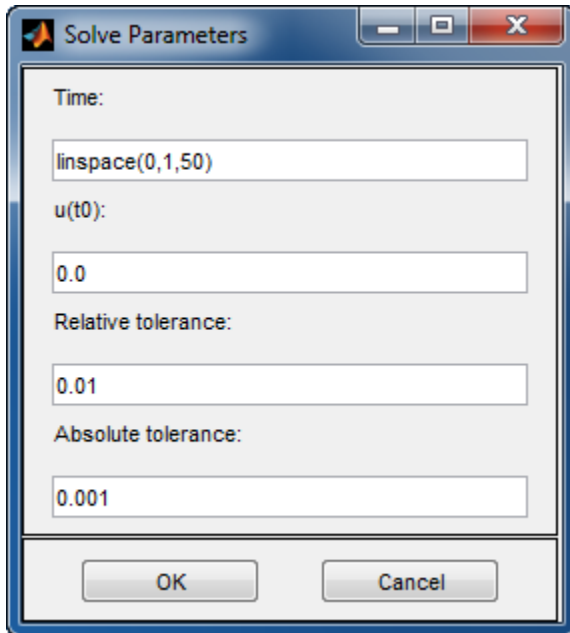 Solve Parameters
Time:
linspace(0,1,50)
u(t0):
0.0
Relative tolerance:
0.01
Absolute tolerance:
0.001
OK Cancel